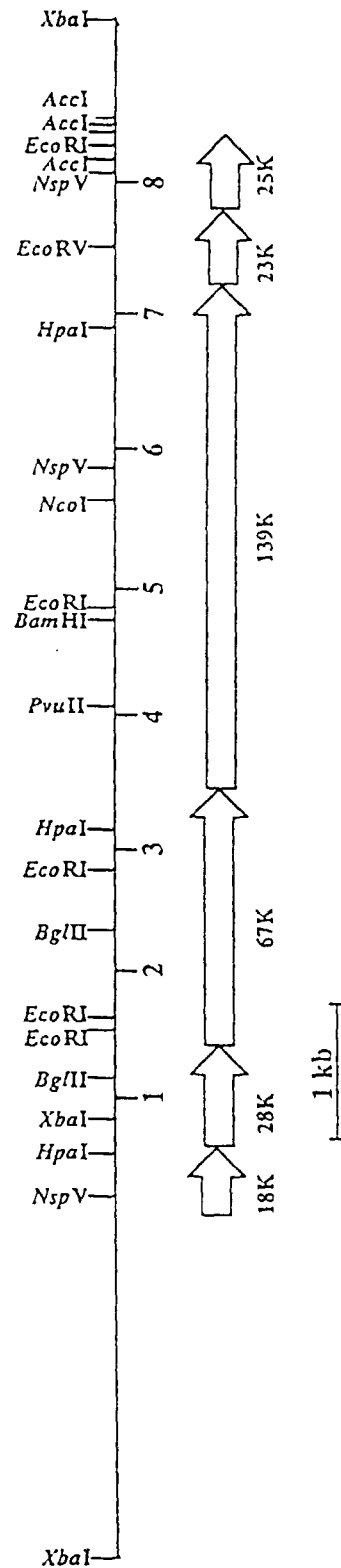 XbaI
AccI
AccI
EcoRI
AccI
NspV
EcoRV
HpaI
NspV
NcoI
EcoRI
BamHI
PvuII
HpaI
EcoRI
BglII
EcoRI
EcoRI
BglII
XbaI
HpaI
NspV
XbaI
8
7
6
5
4
3
2
1
25K
23K
139K
67K
28K
18K
1 kb